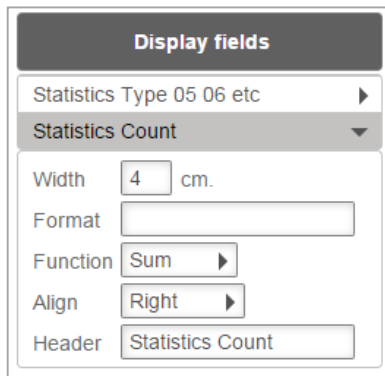 Display fields
Statistics Type 05 06 etc
Statistics Count
Width 4 cm.
Format
Function Sum
Align Right
Header Statistics Count